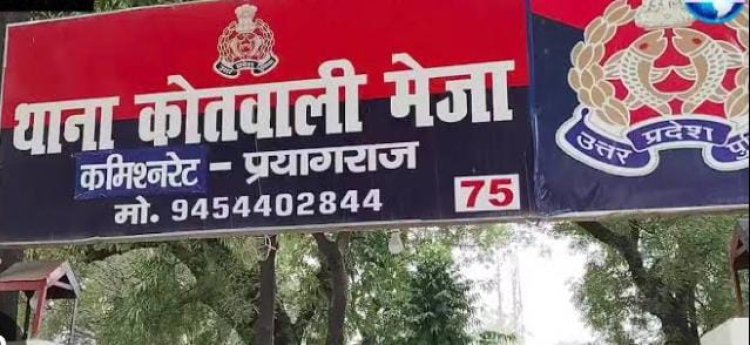 थाना कोतवाली मेजा
कमिश्नरेट - प्रयागराज
मो. 9454402844
75
उत्तर प्रदेश